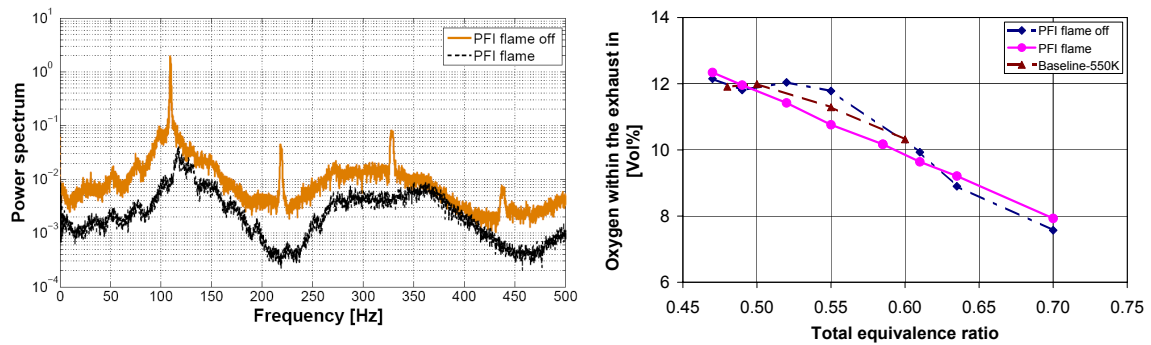 10^1
10^0
10^-1
10^-2
10^-3
10^-4
Power spectrum
0 50 100 150 200 250 300 350 400 450 500
Frequency [Hz]
PFI flame off
PFI flame
14
12
10
8
6
Oxygen within the exhaust in
[Vol%]
0.45 0.50 0.55 0.60 0.65 0.70 0.75
Total equivalence ratio
PFI flame off
PFI flame
Baseline-550K